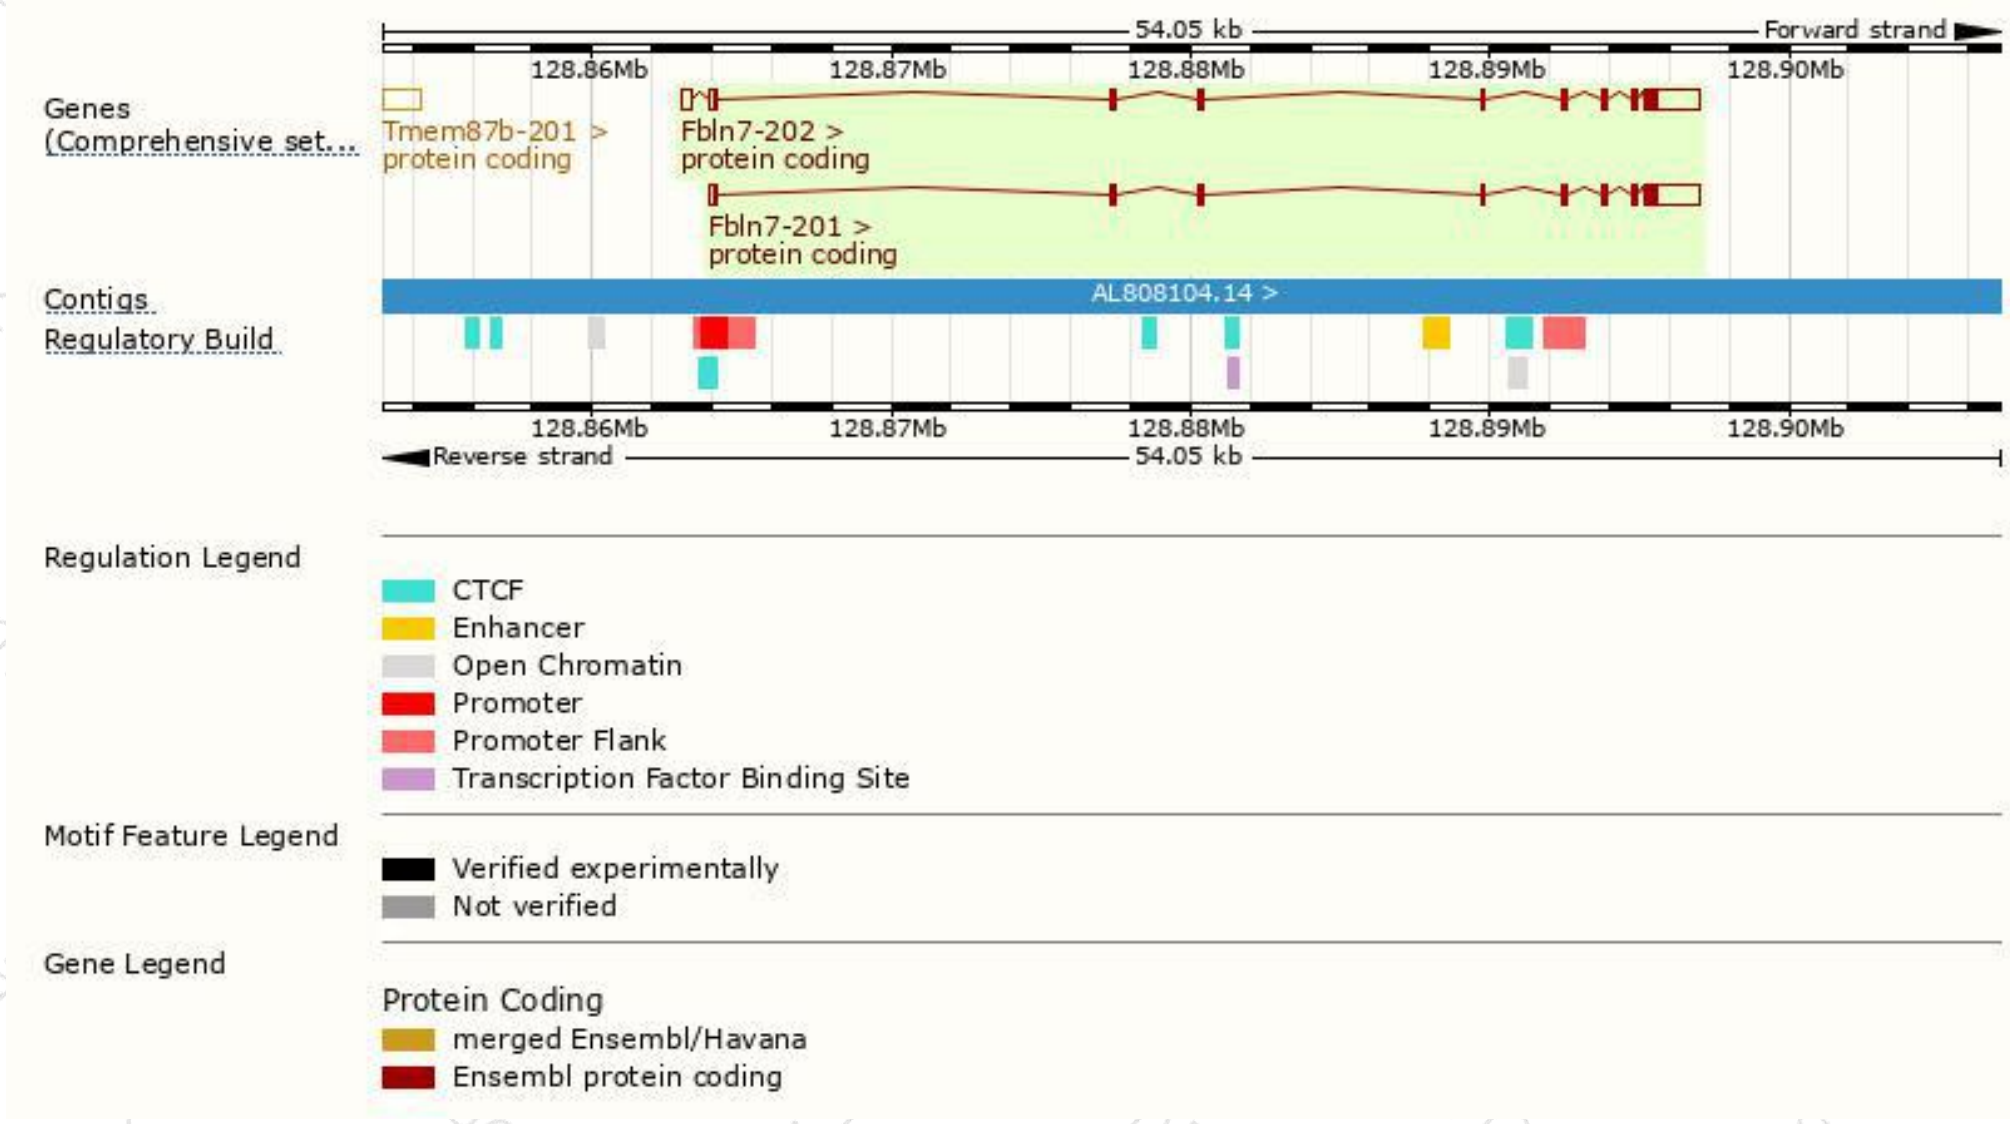 54.05 kb Forward strand
128.86Mb 128.87Mb 128.88Mb 128.89Mb 128.90Mb
Genes
(Comprehensive set...
Tmem87b-201 >
protein coding
Fbln7-202 >
protein coding
Fbln7-201 >
protein coding
Contigs
AL808104.14 >
Regulatory Build
128.86Mb 128.87Mb 128.88Mb 128.89Mb 128.90Mb
Reverse strand 54.05 kb
Regulation Legend
CTCF
Enhancer
Open Chromatin
Promoter
Promoter Flank
Transcription Factor Binding Site
Motif Feature Legend
Verified experimentally
Not verified
Gene Legend
Protein Coding
merged Ensembl/Havana
Ensembl protein coding